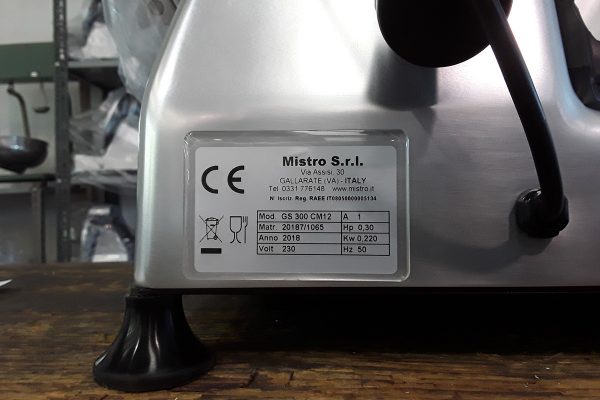 CE
Mistro S.r.l.
Via Assisi, 30
GALLARATE (VA) - ITALY
Tel. 0331 776148 www.mistro.it
N° Iscriz. Reg. RAEE IT08050000005134
Mod. GS 300 CM12 A 1
Matr. 20187/1065 Hp 0,30
Anno 2018 Kw 0,220
Volt 230 Hz 50